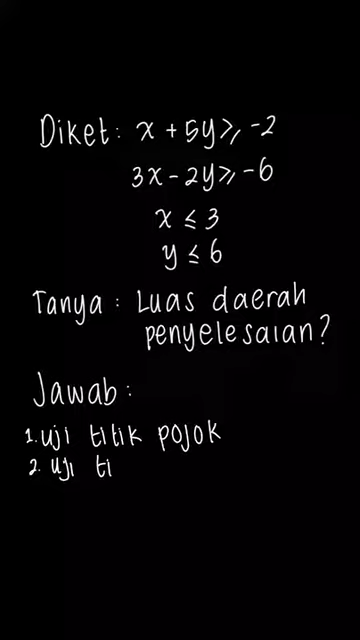 Diket: x + 5y ≥ -2
3x - 2y ≥ -6
x ≤ 3
y ≤ 6
Tanya: Luas daerah
penyelesaian?
Jawab:
1. uji titik pojok
2. uji ti